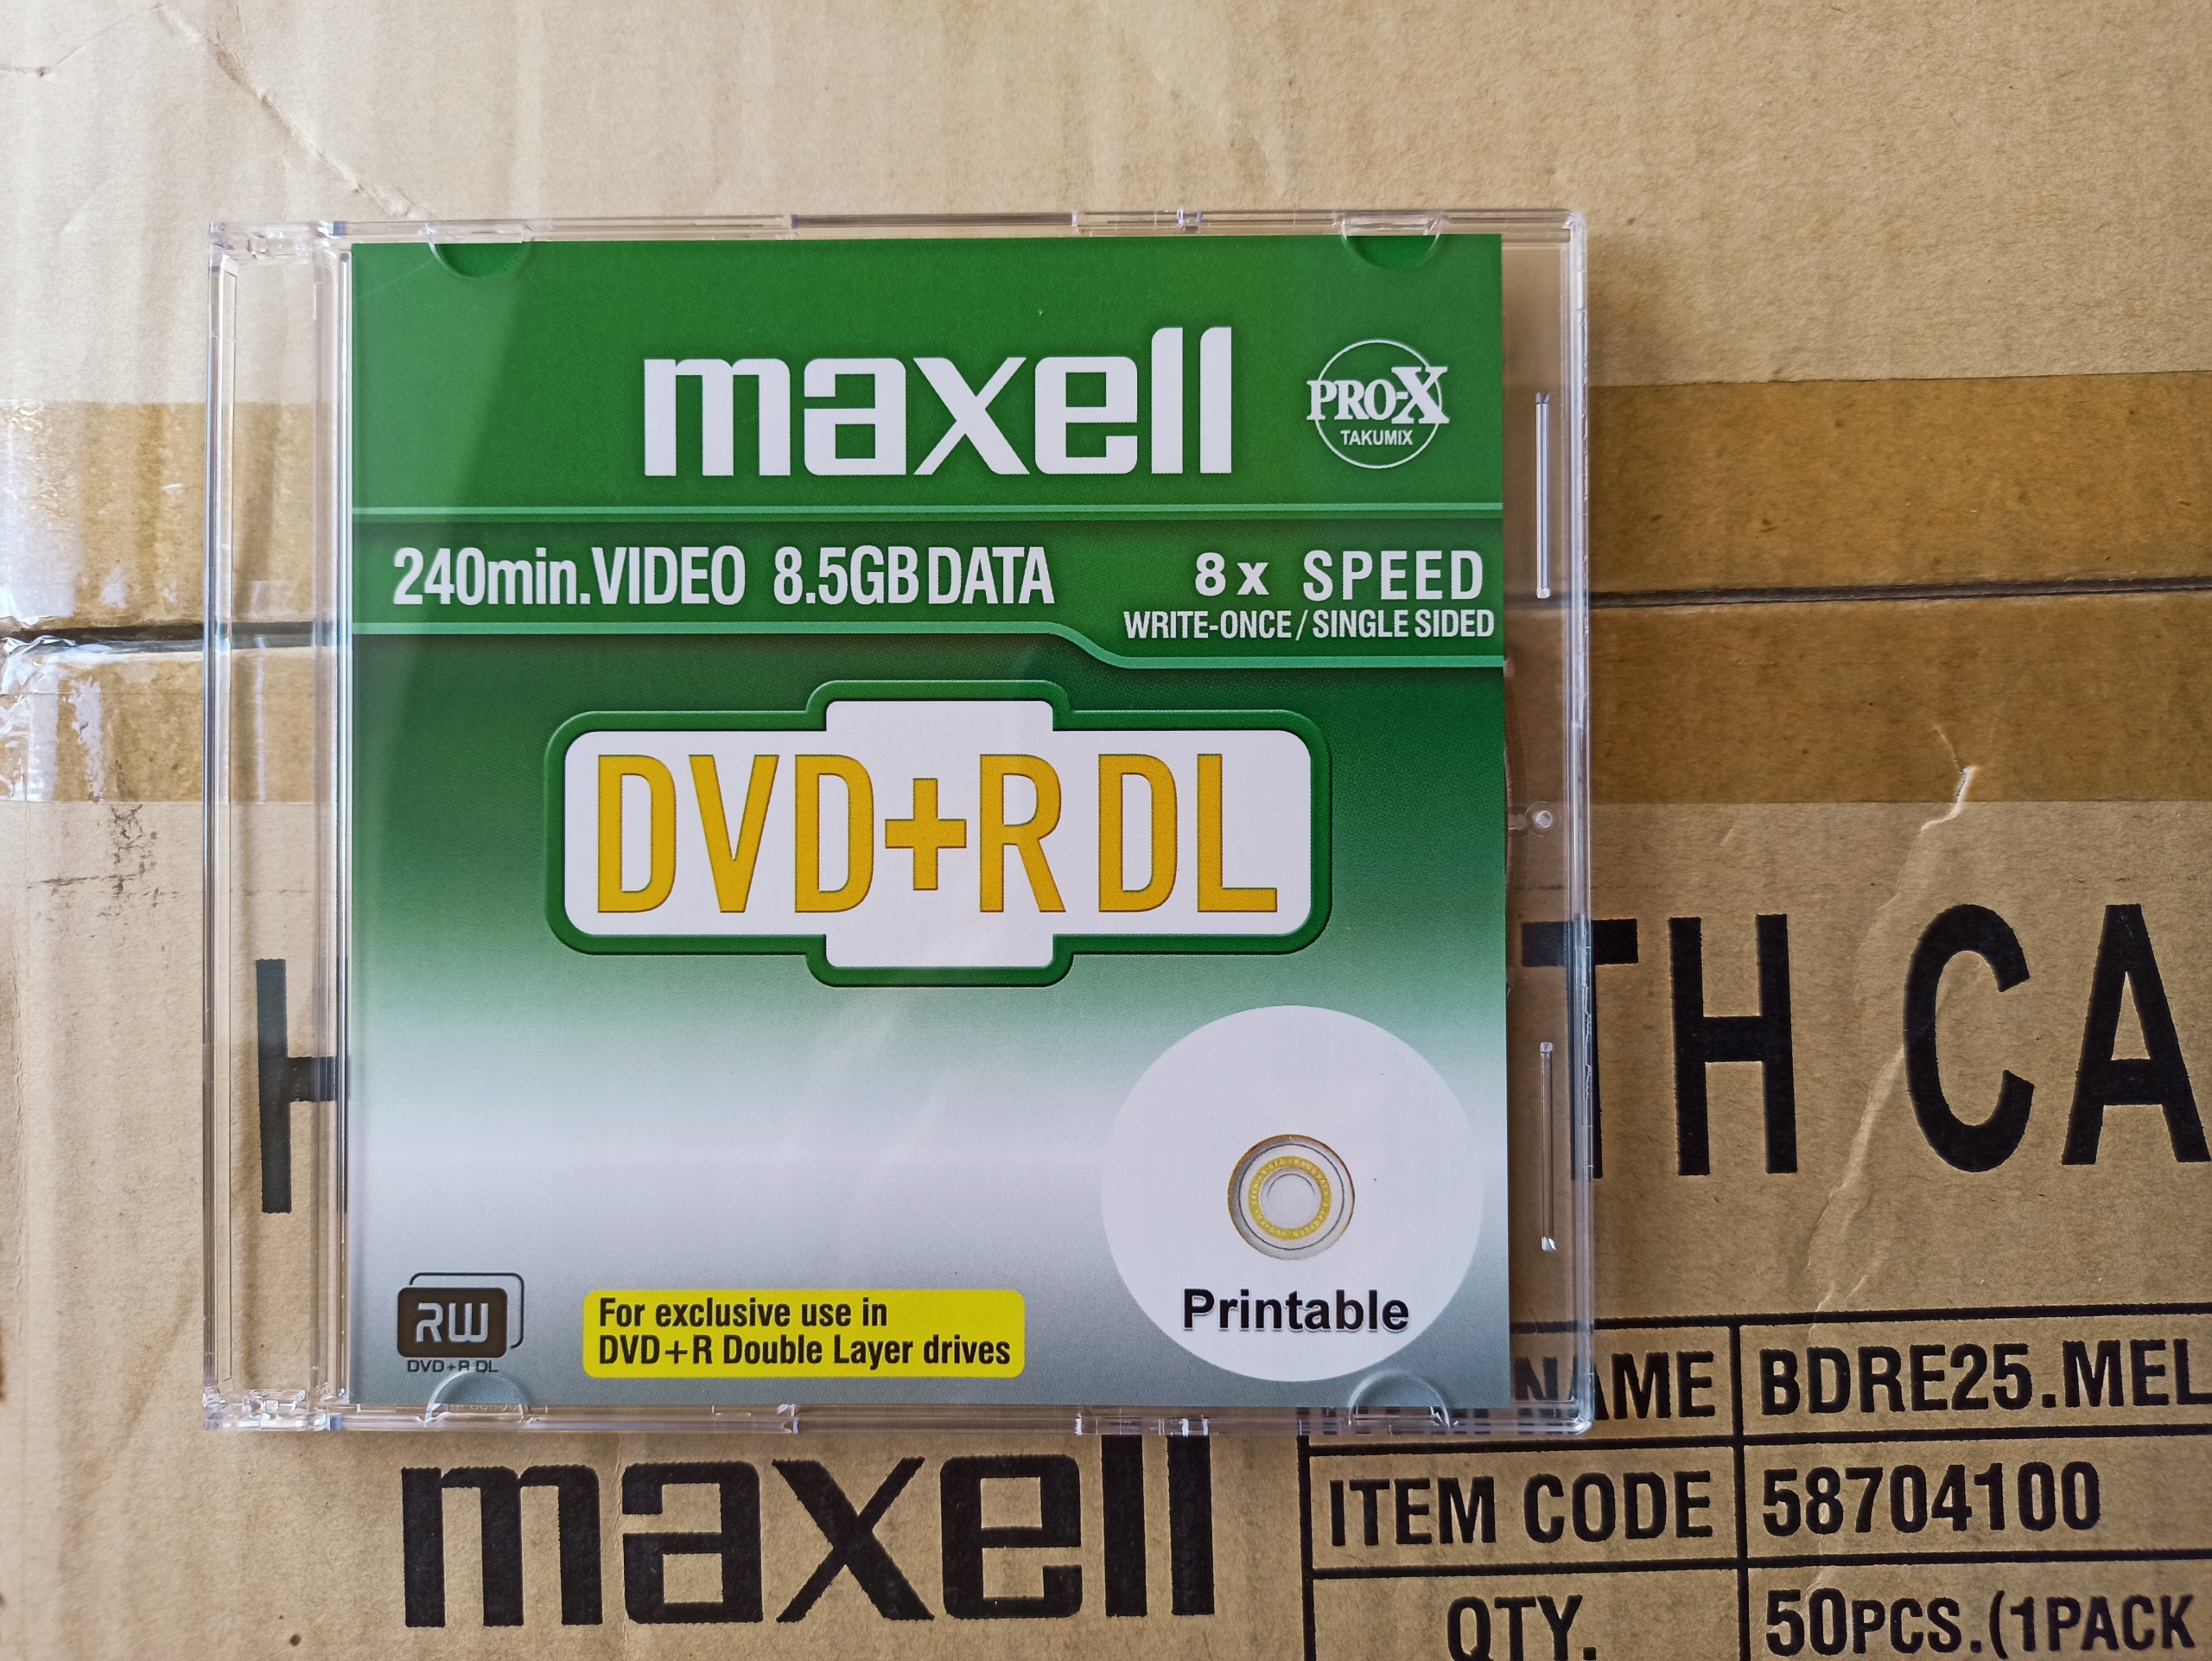 maxell
PRO-X
TAKUMIX
240min.VIDEO 8.5GB DATA
8x SPEED
WRITE-ONCE / SINGLE SIDED
DVD+R DL
Printable
RW
DVD+R DL
For exclusive use in
DVD+R Double Layer drives
H TH CA
maxell
NAME BDRE25.MEL
ITEM CODE 58704100
QTY. 50PCS.(1PACK